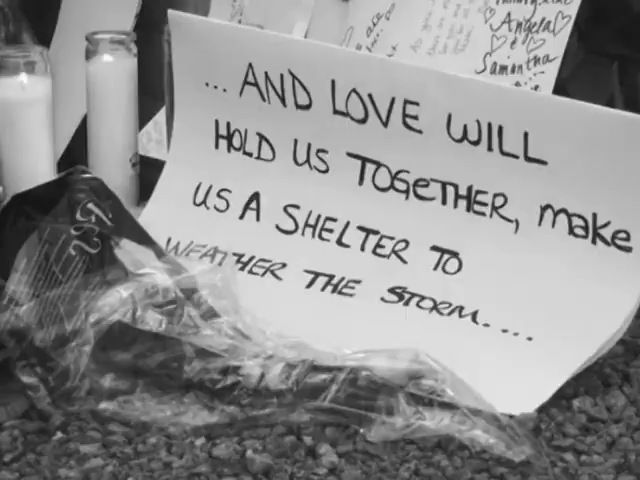 Angela
&
Samantha
...AND LOVE WILL
HOLD US TOGETHER, make
US A SHELTER TO
WEATHER THE STORM....